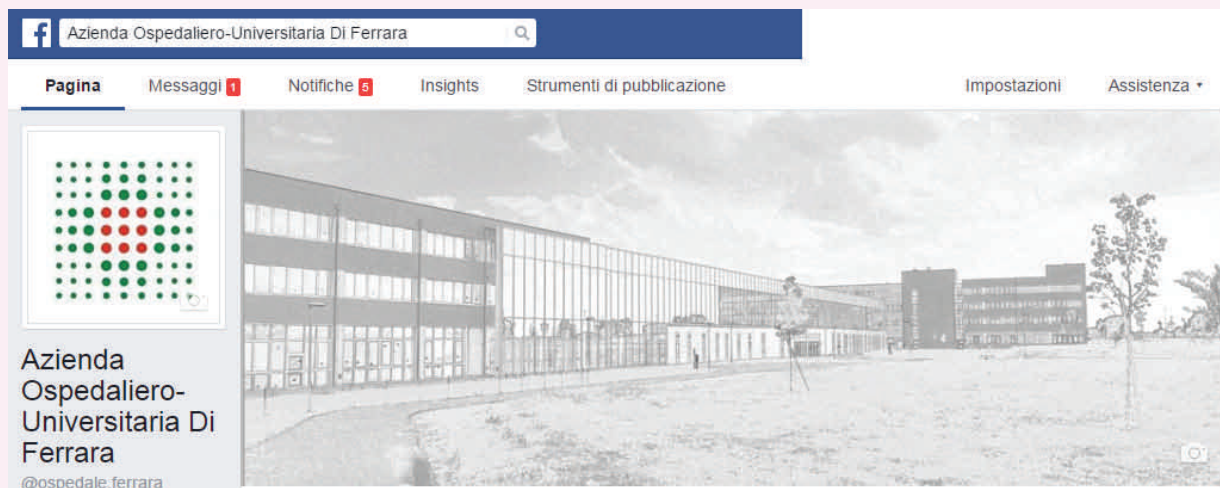 Azienda Ospedaliero-Universitaria Di Ferrara
Pagina Messaggi 1 Notifiche 5 Insights Strumenti di pubblicazione Impostazioni Assistenza
Azienda
Ospedaliero-
Universitaria Di
Ferrara
@ospedale.ferrara